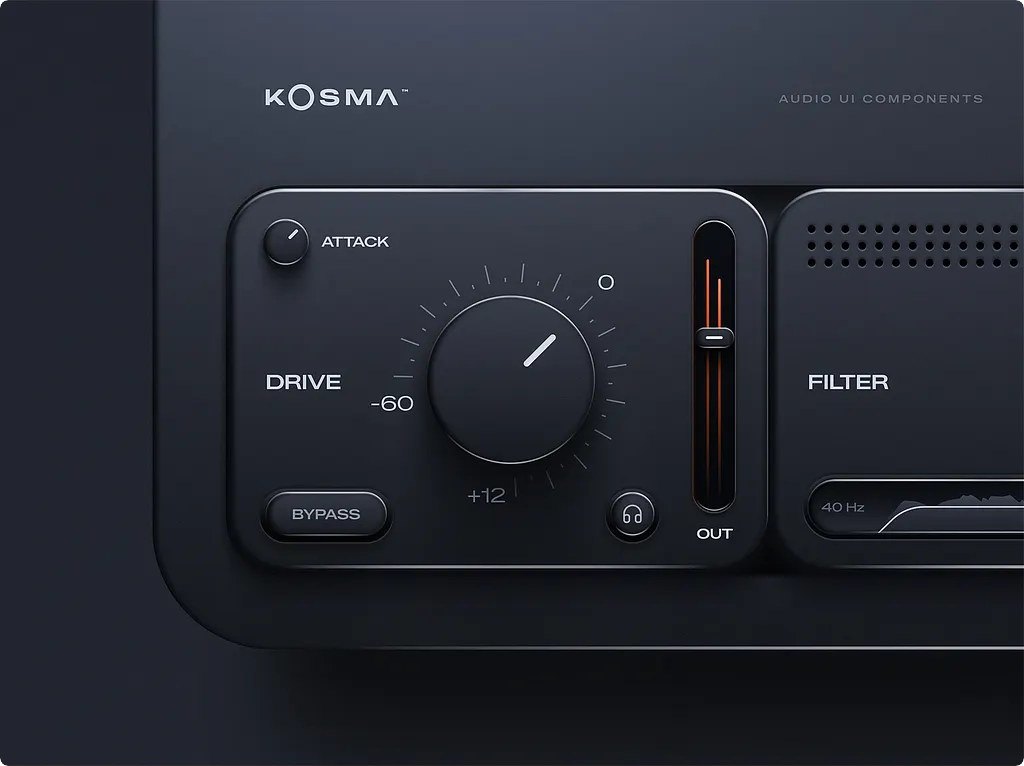 KOSMA™
AUDIO UI COMPONENTS
ATTACK
0
DRIVE
-60
+12
BYPASS
OUT
FILTER
40 Hz